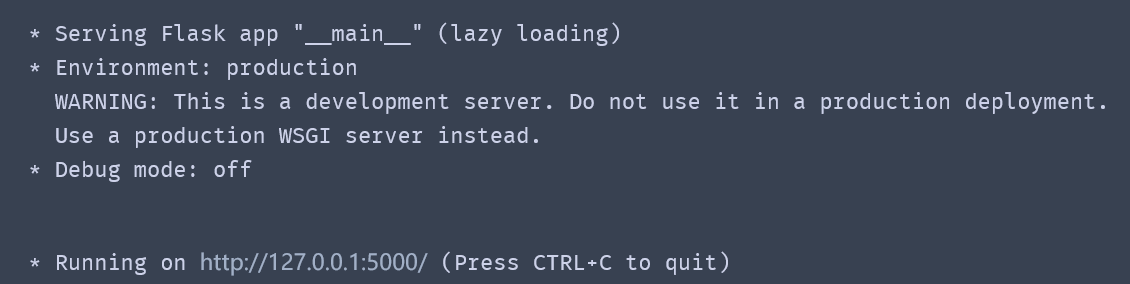 * Serving Flask app "__main__" (lazy loading)
* Environment: production
WARNING: This is a development server. Do not use it in a production deployment.
Use a production WSGI server instead.
* Debug mode: off
* Running on http://127.0.0.1:5000/ (Press CTRL+C to quit)